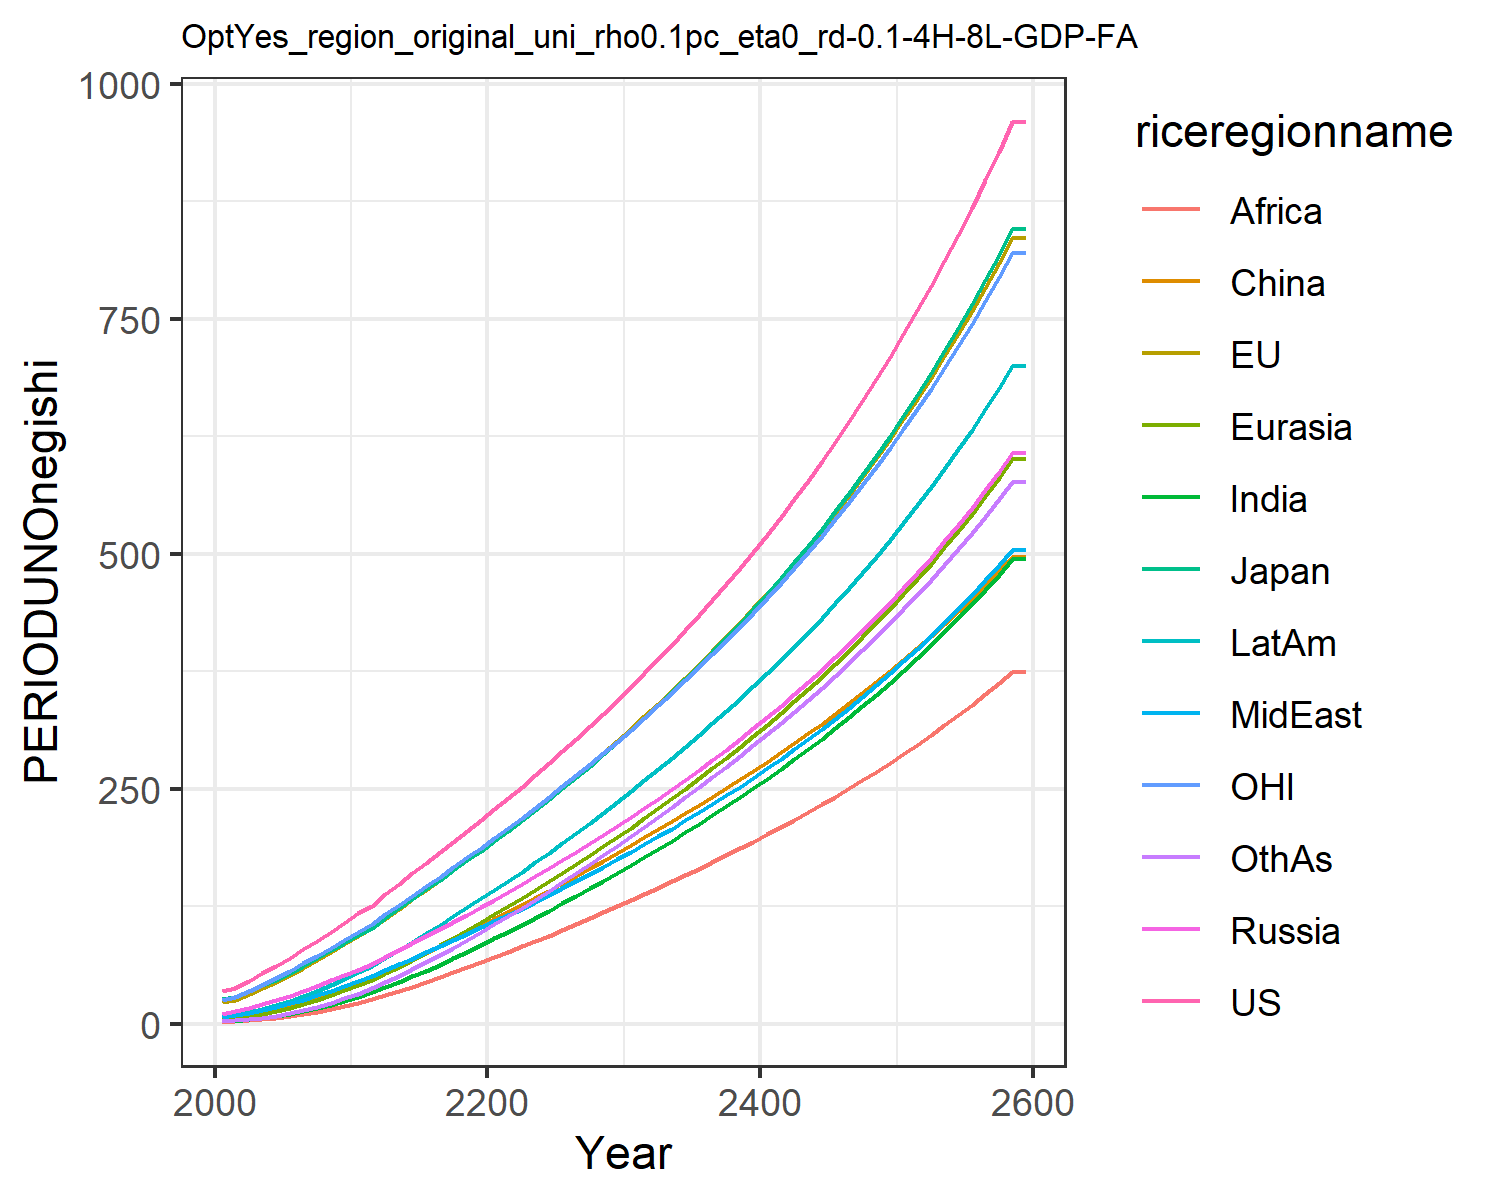 OptYes_region_original_uni_rho0.1pc_eta0_rd-0.1-4H-8L-GDP-FA
1000
750
500
250
0
PERIODUNOnegishi
2000 2200 2400 2600
Year
riceregionname
Africa
China
EU
Eurasia
India
Japan
LatAm
MidEast
OHI
OthAs
Russia
US